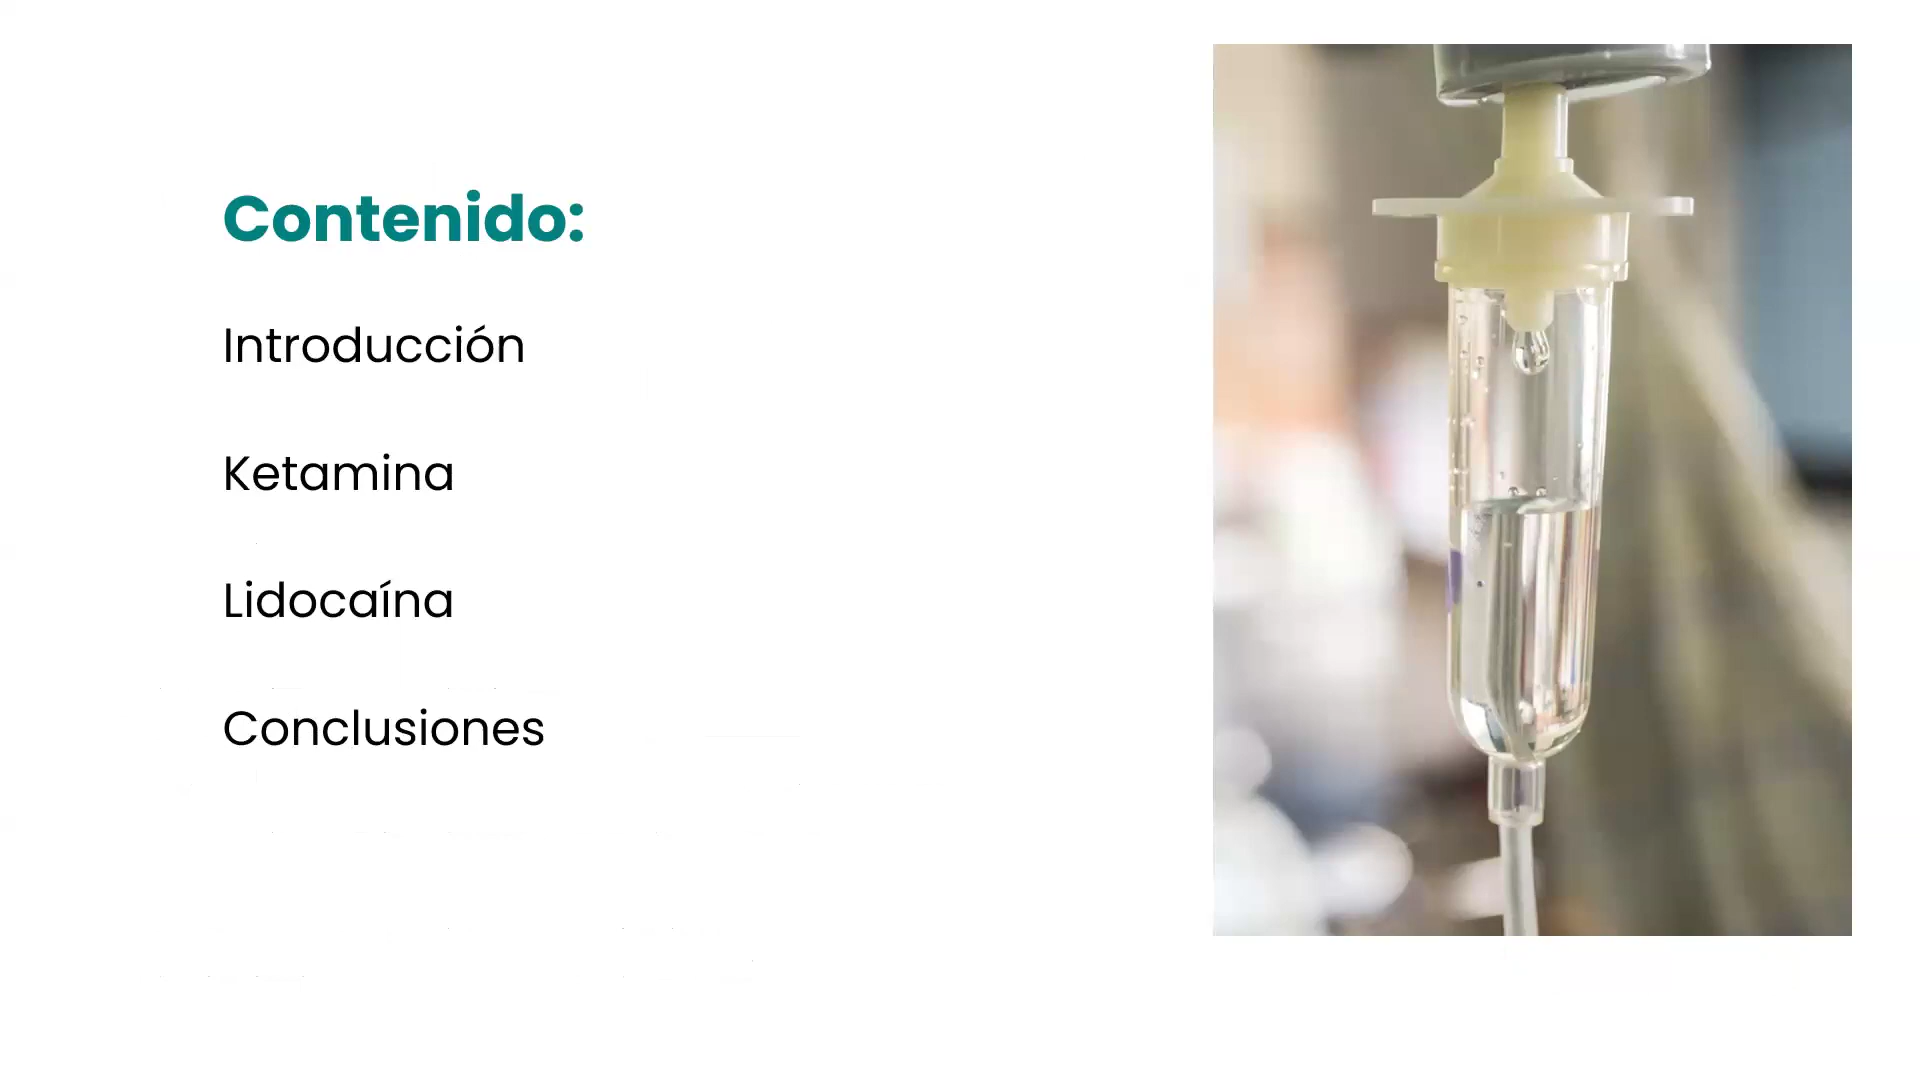 Contenido:
Introducción
Ketamina
Lidocaína
Conclusiones